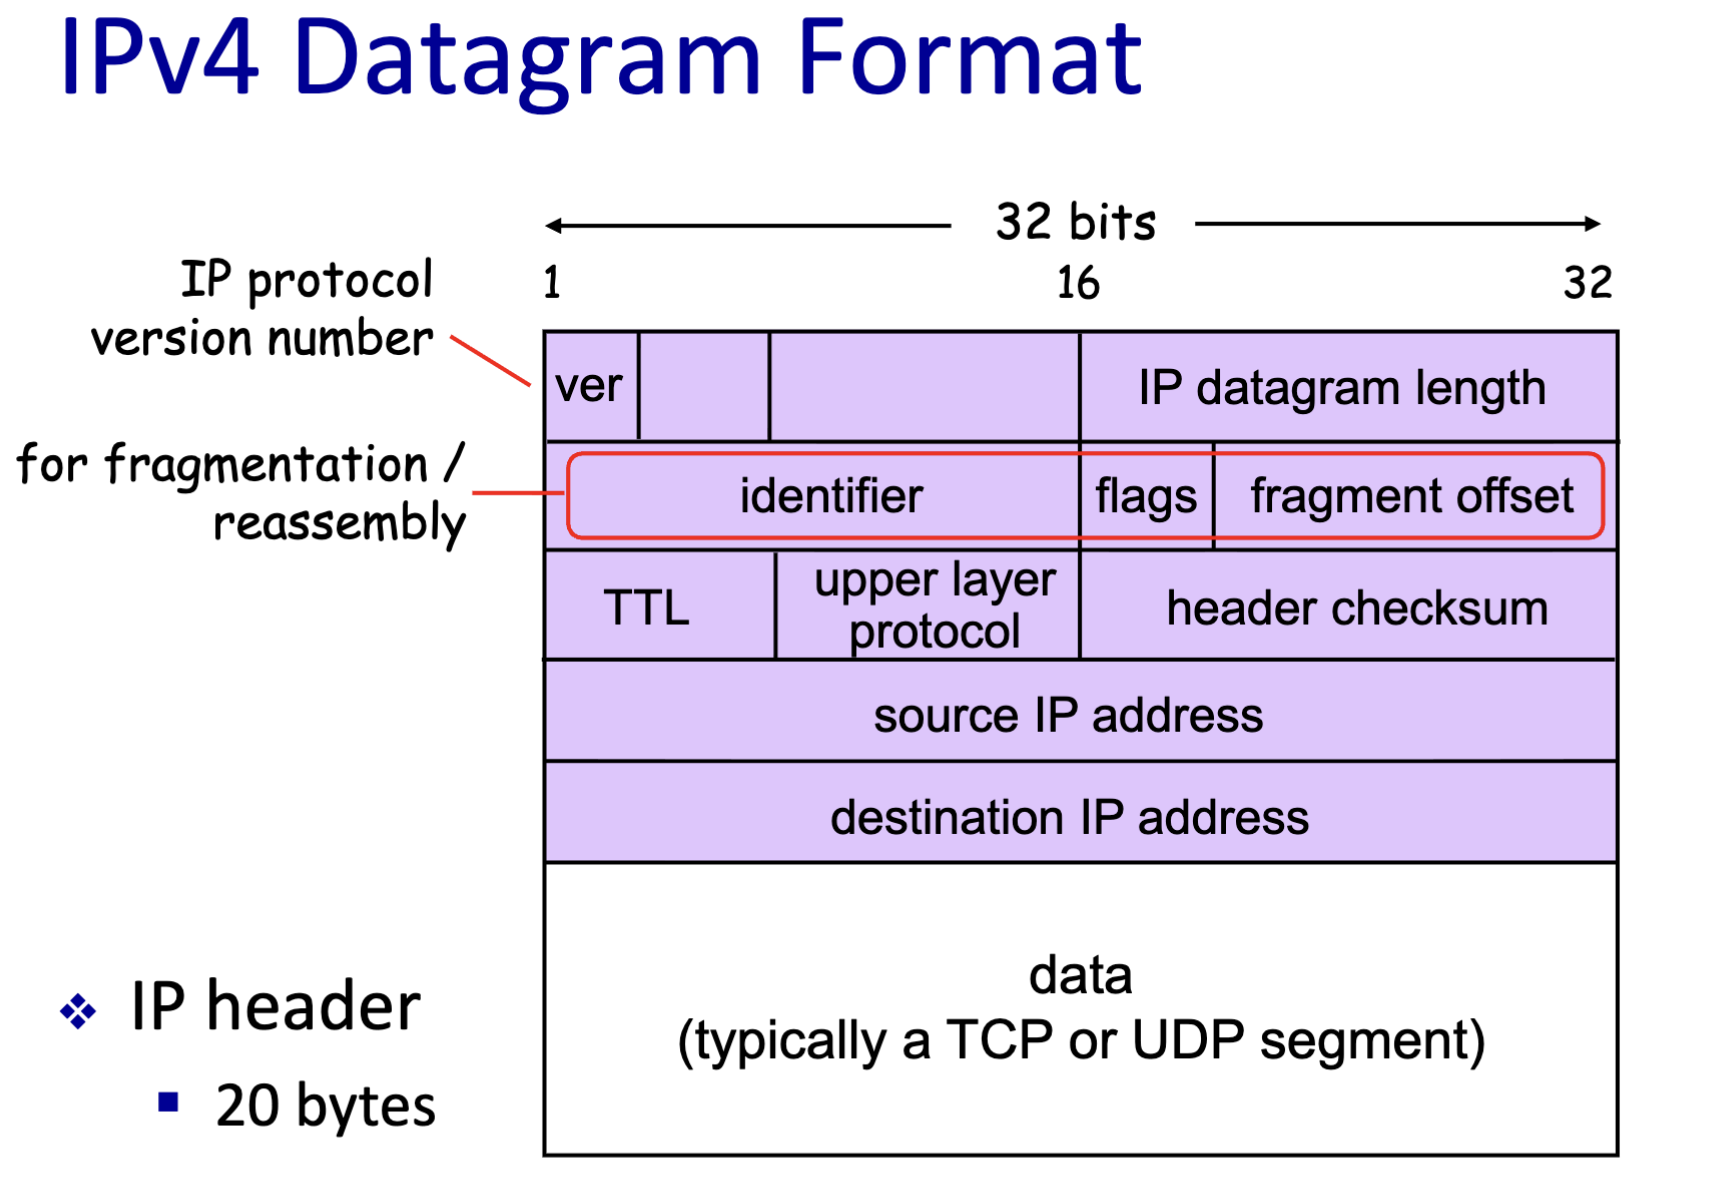 IPv4 Datagram Format
32 bits
1 16 32
IP protocol
version number
ver IP datagram length
for fragmentation /
reassembly
identifier flags fragment offset
TTL upper layer
protocol header checksum
source IP address
destination IP address
data
(typically a TCP or UDP segment)
❖ IP header
▪ 20 bytes